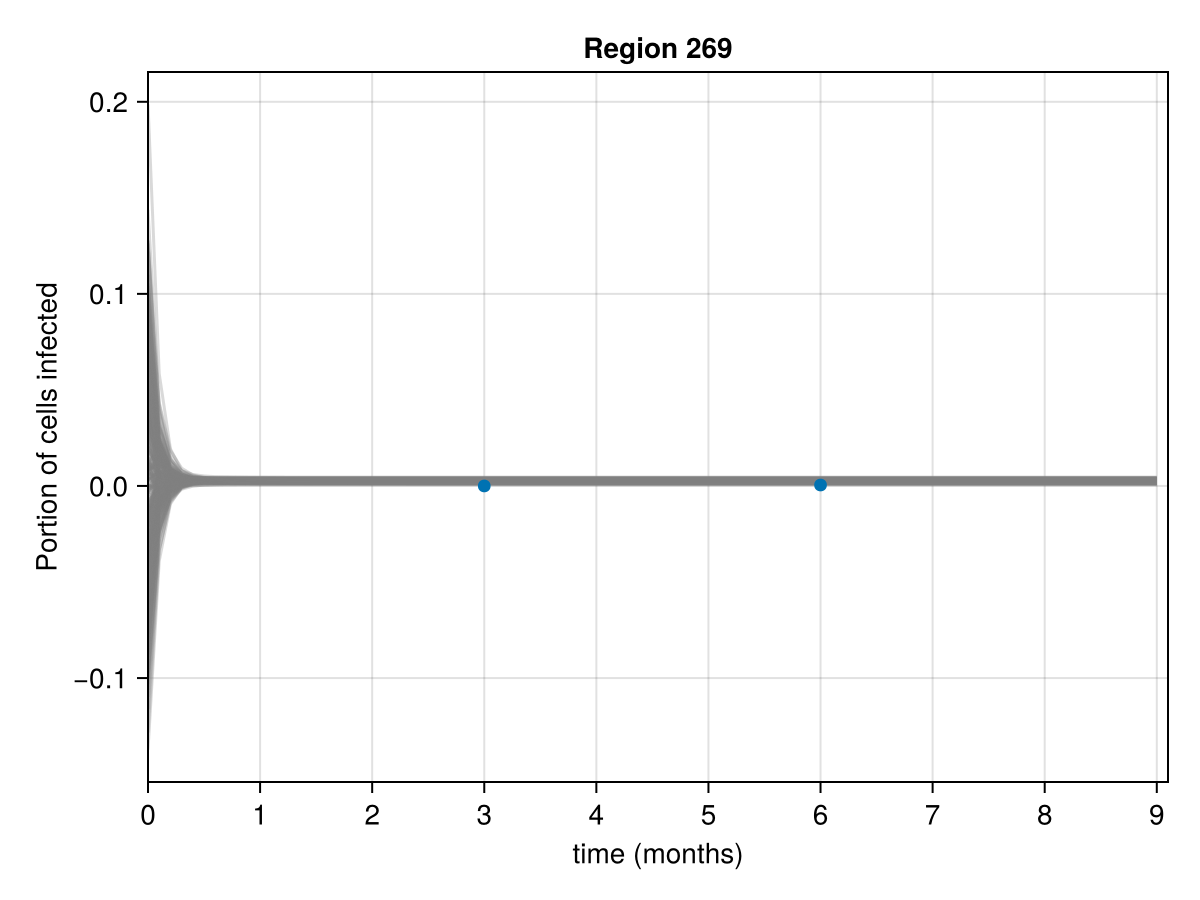 Region 269
Portion of cells infected
0.2
0.1
0.0
−0.1
0 1 2 3 4 5 6 7 8 9
time (months)